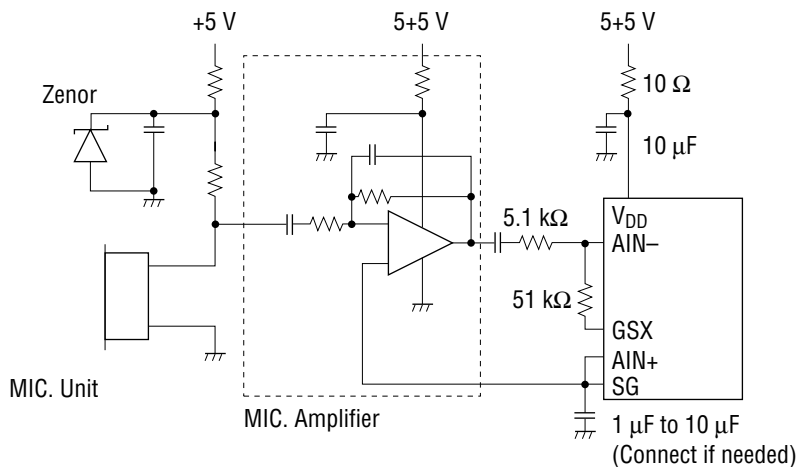 +5 V
5+5 V
5+5 V
Zenor
10 Ω
10 μF
5.1 kΩ
VDD
AIN–
51 kΩ
GSX
AIN+
SG
MIC. Unit
MIC. Amplifier
1 μF to 10 μF
(Connect if needed)